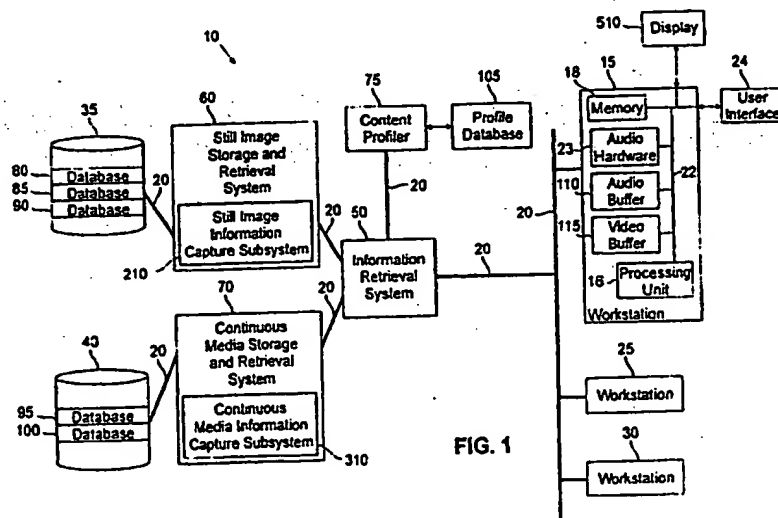 10
35
80
85
90
Database
Database
Database
20
60
Still Image
Storage and
Retrieval
System
Still Image
Information
Capture Subsystem
210
20
75
Content
Profiler
105
Profile
Database
20
50
Information
Retrieval
System
20
20
40
95
100
Database
Database
20
70
Continuous
Media Storage
and Retrieval
System
Continuous
Media Information
Capture Subsystem
310
FIG. 1
510
Display
15
18
Memory
24
User
Interface
23
Audio
Hardware
22
110
Audio
Buffer
20
115
Video
Buffer
16
Processing
Unit
Workstation
25
Workstation
30
Workstation